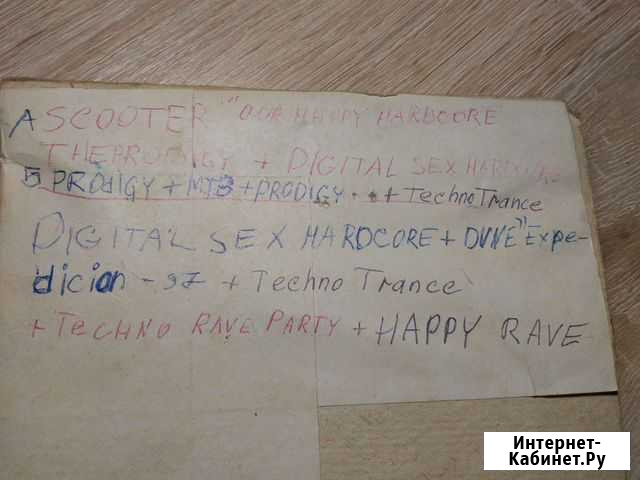 A SCOOTER "OUR HAPPY HARDCORE
THE PRODIGY + DIGITAL SEX HARDCORE
Б PRODIGY + MTB + PRODIGY + Techno Trance
DIGITAL SEX HARDCORE + DUNE "Expe-
dicion - 97 + Techno Trance
+ Techno RAVE PARTY + HAPPY RAVE
Интернет-
Кабинет.Ру